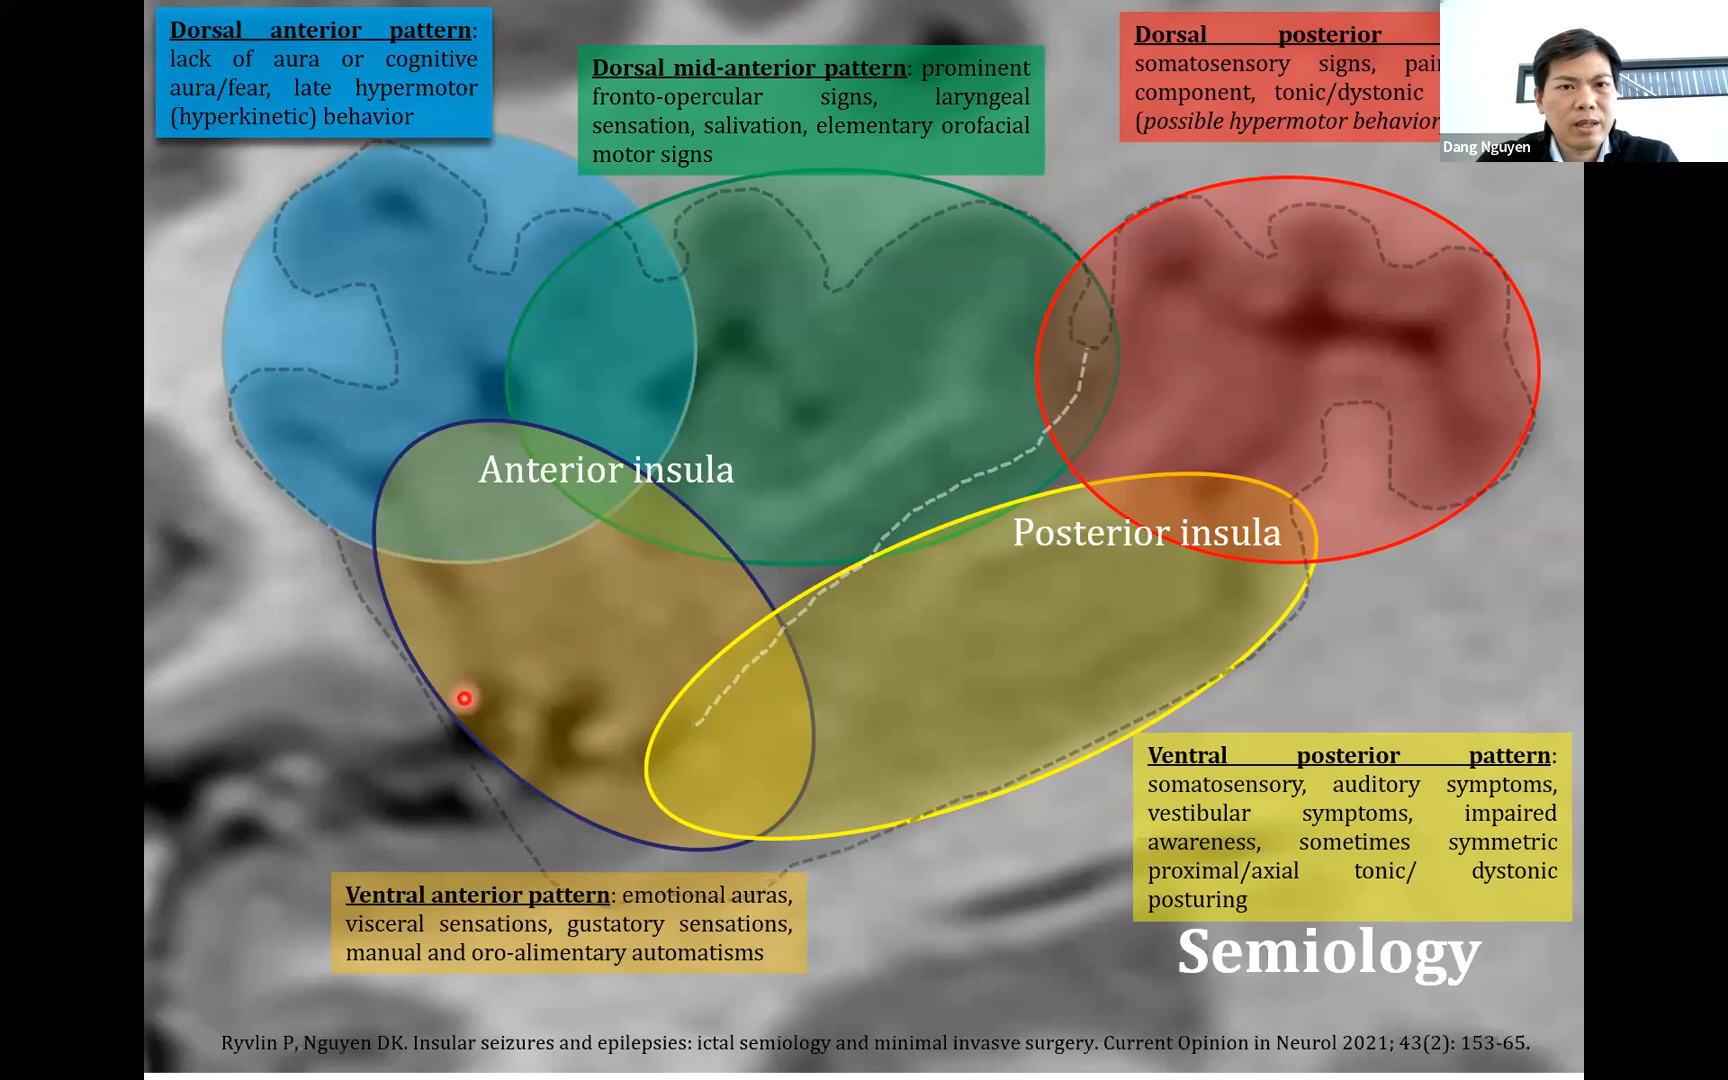 Dorsal anterior pattern:
lack of aura or cognitive
aura/fear, late hypermotor
(hyperkinetic) behavior
Dorsal mid-anterior pattern: prominent
fronto-opercular signs, laryngeal
sensation, salivation, elementary orofacial
motor signs
Dorsal posterior
somatosensory signs,
component, tonic/dystonic
(possible hypermotor behavior
Dang Nguyen
Anterior insula
Posterior insula
Ventral posterior pattern:
somatosensory, auditory symptoms,
vestibular symptoms, impaired
awareness, sometimes symmetric
proximal/axial tonic/ dystonic
posturing
Ventral anterior pattern: emotional auras,
visceral sensations, gustatory sensations,
manual and oro-alimentary automatisms
Semiology
Ryvlin P, Nguyen DK. Insular seizures and epilepsies: ictal semiology and minimal invasve surgery. Current Opinion in Neurol 2021; 43(2): 153-65.